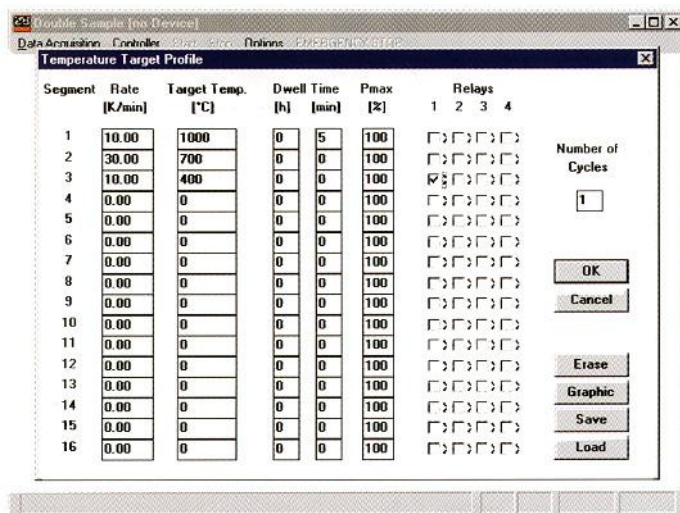 Double Sample [no Device]
Data Acquisition Controller Start Stop Options EMERGENCY STOP
Temperature Target Profile
Segment Rate Target Temp. Dwell Time Pmax Relays
[K/min] [°C] [h] [min] [%] 1 2 3 4
1 10.00 1000 0 5 100
2 30.00 700 0 0 100
3 10.00 400 0 0 100
4 0.00 0 0 0 100
5 0.00 0 0 0 100
6 0.00 0 0 0 100
7 0.00 0 0 0 100
8 0.00 0 0 0 100
9 0.00 0 0 0 100
10 0.00 0 0 0 100
11 0.00 0 0 0 100
12 0.00 0 0 0 100
13 0.00 0 0 0 100
14 0.00 0 0 0 100
15 0.00 0 0 0 100
16 0.00 0 0 0 100
Number of
Cycles
1
OK
Cancel
Erase
Graphic
Save
Load